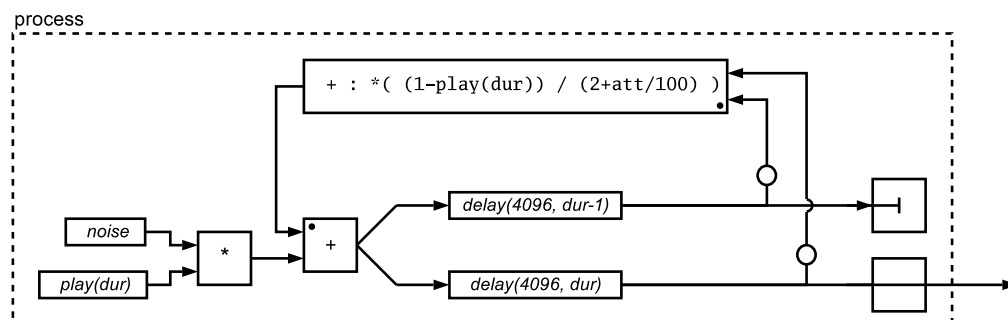 process
+ : *( (1-play(dur)) / (2+att/100) )
delay(4096, dur-1)
noise
*
+
play(dur)
delay(4096, dur)